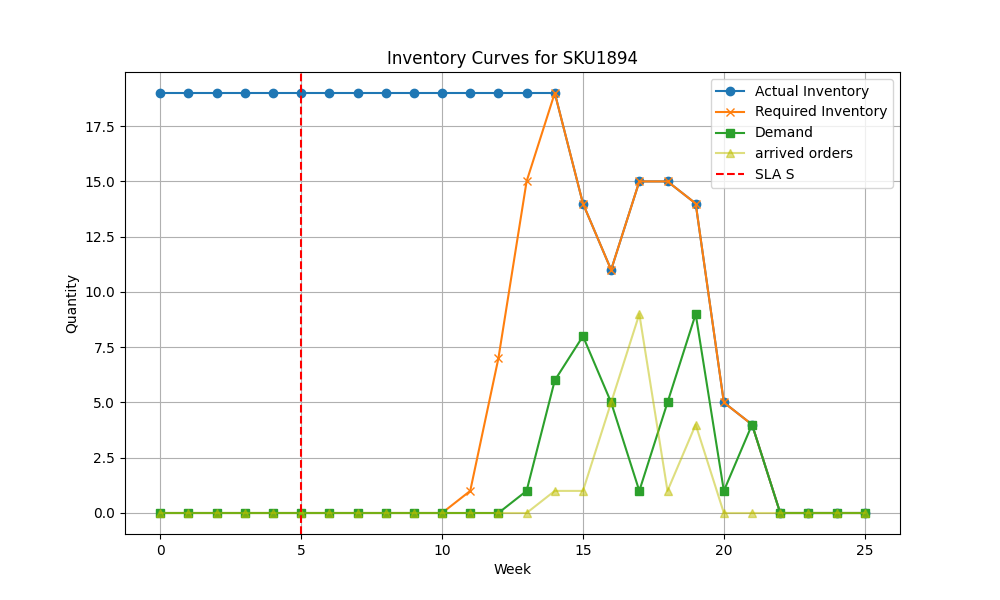 Inventory Curves for SKU1894
Actual Inventory
Required Inventory
Demand
arrived orders
SLA S
Quantity
17.5
15.0
12.5
10.0
7.5
5.0
2.5
0.0
0 5 10 15 20 25
Week